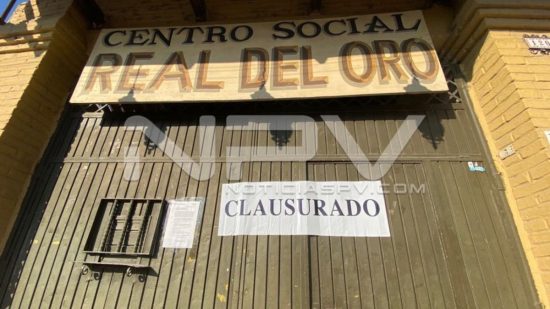 CENTRO SOCIAL
REAL DEL ORO
NPV
NOTICIASPV.COM
CLAUSURADO